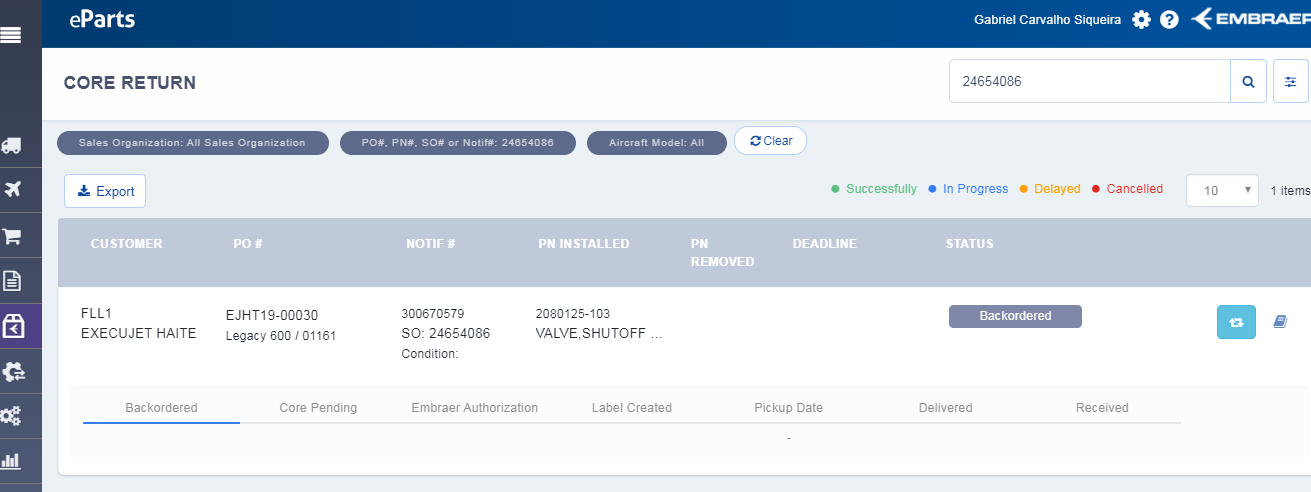 eParts
Gabriel Carvalho Siqueira
EMBRAER
CORE RETURN
24654086
Sales Organization: All Sales Organization
PO#, PN#, SO# or Notif#: 24654086
Aircraft Model: All
Clear
Export
Successfully
In Progress
Delayed
Cancelled
10
1 items
CUSTOMER
PO #
NOTIF #
PN INSTALLED
PN
REMOVED
DEADLINE
STATUS
FLL1
EXECUJET HAITE
EJHT19-00030
Legacy 600 / 01161
300670579
SO: 24654086
Condition:
2080125-103
VALVE,SHUTOFF ...
Backordered
Backordered
Core Pending
Embraer Authorization
Label Created
Pickup Date
Delivered
Received
-